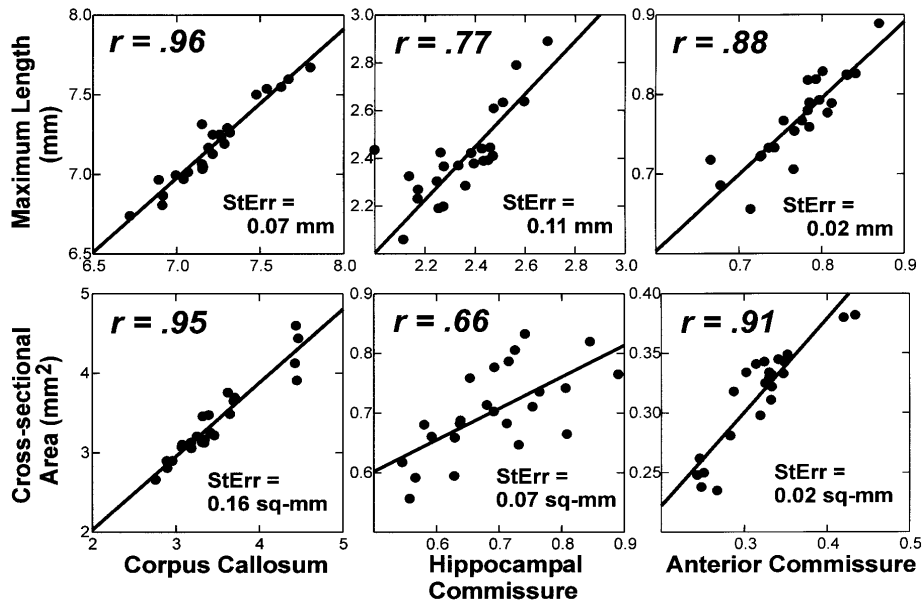 Maximum Length
(mm)
8.0
7.5
7.0
6.5
r = .96
StErr =
0.07 mm
6.5 7.0 7.5 8.0
3.0
2.8
2.6
2.4
2.2
r = .77
StErr =
0.11 mm
2.2 2.4 2.6 2.8 3.0
0.9
0.8
0.7
r = .88
StErr =
0.02 mm
0.7 0.8 0.9
Cross-sectional
Area (mm2)
5
4
3
2
r = .95
StErr =
0.16 sq-mm
2 3 4 5
Corpus Callosum
0.8
0.7
0.6
r = .66
StErr =
0.07 sq-mm
0.5 0.6 0.7 0.8 0.9
Hippocampal
Commissure
0.40
0.35
0.30
0.25
r = .91
StErr =
0.02 sq-mm
0.3 0.4 0.5
Anterior Commissure